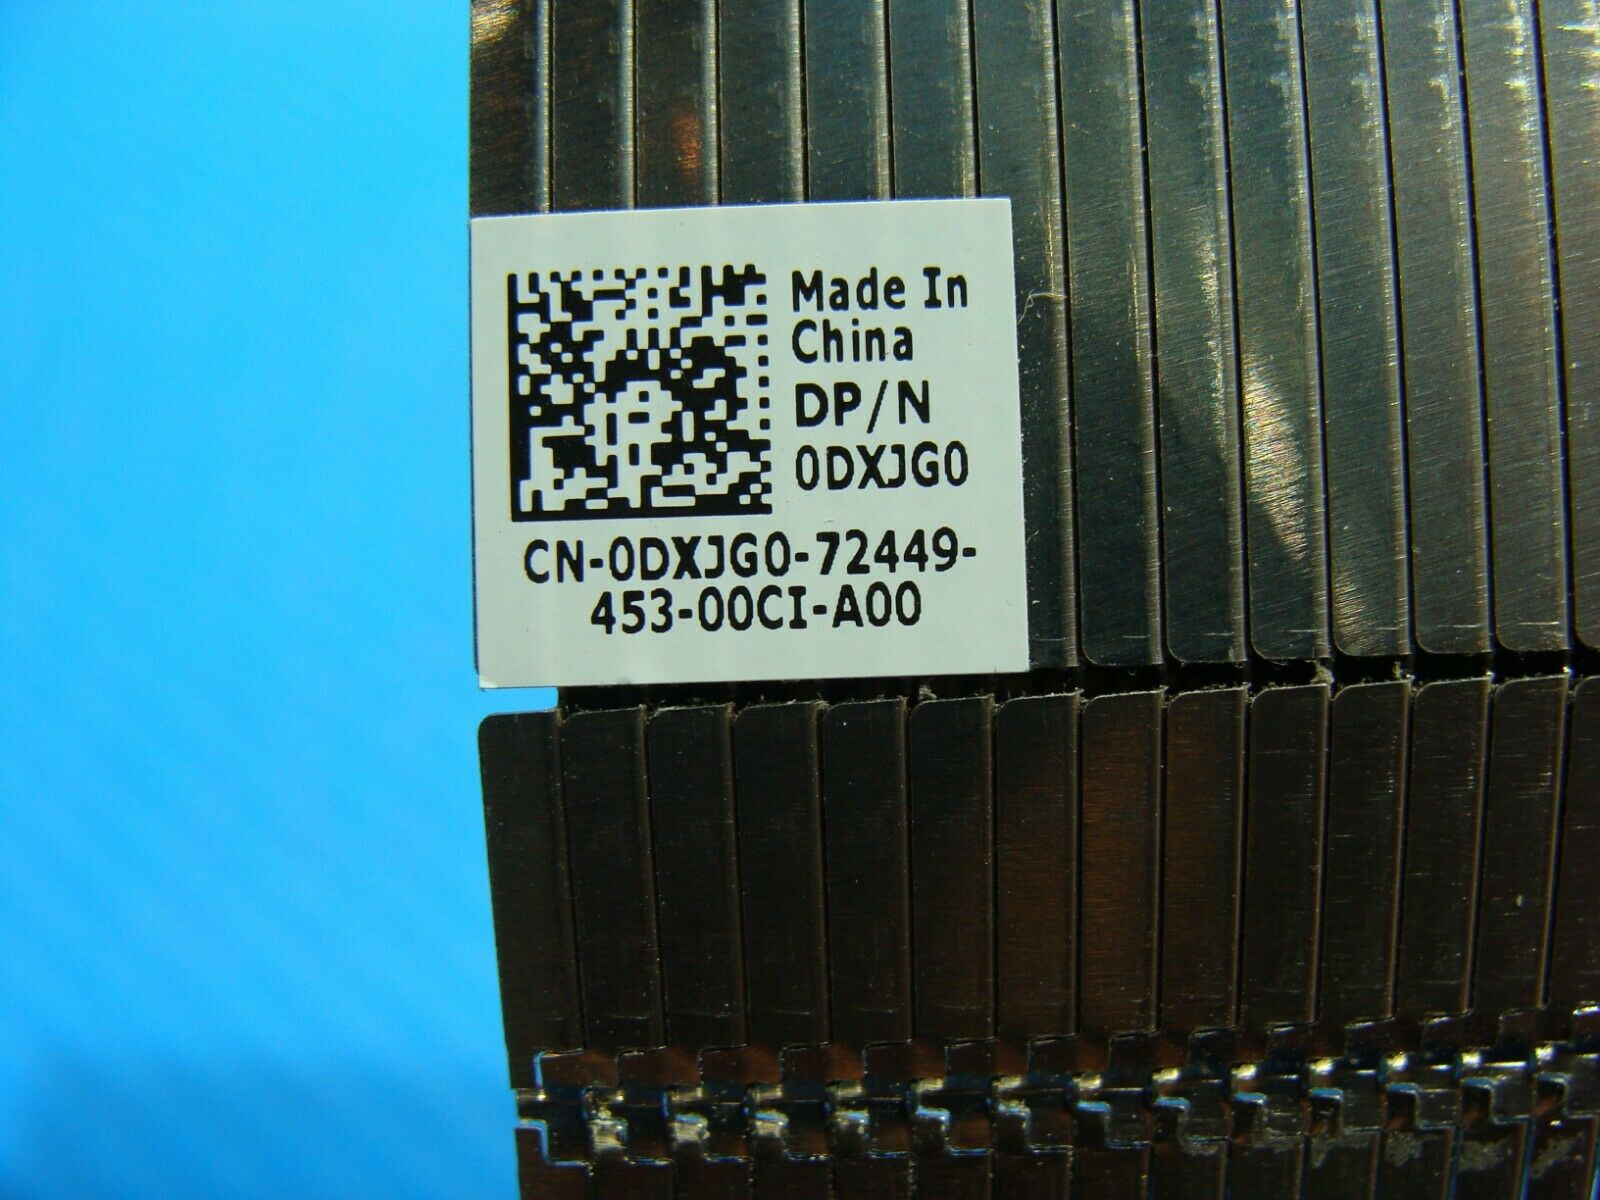 Made In
China
DP/N
0DXJG0
CN-0DXJG0-72449-
453-00CI-A00